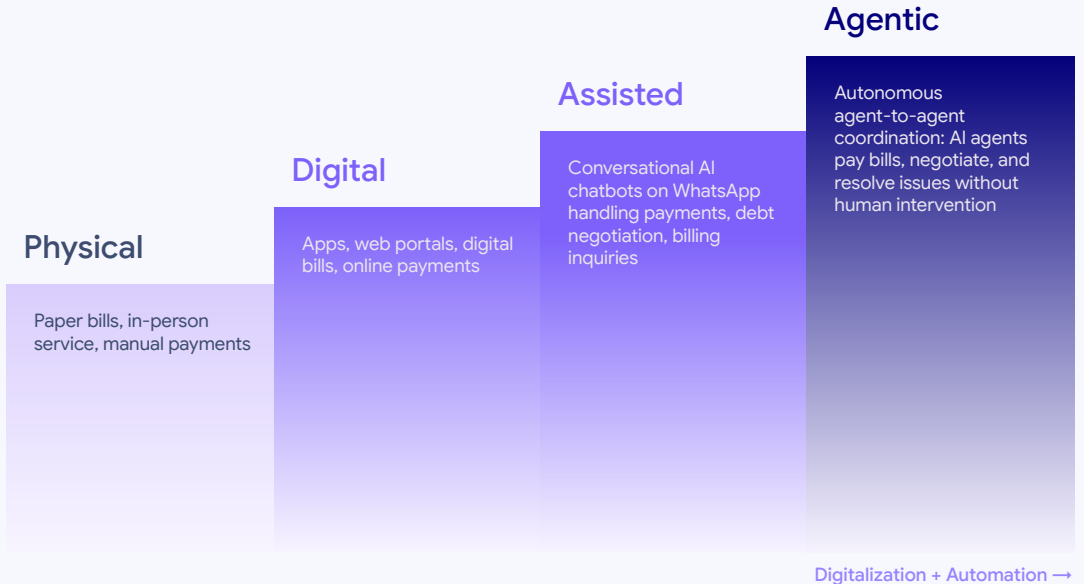 Physical
Paper bills, in-person
service, manual payments
Digital
Apps, web portals, digital
bills, online payments
Assisted
Conversational AI
chatbots on WhatsApp
handling payments, debt
negotiation, billing
inquiries
Agentic
Autonomous
agent-to-agent
coordination: AI agents
pay bills, negotiate, and
resolve issues without
human intervention
Digitalization + Automation →